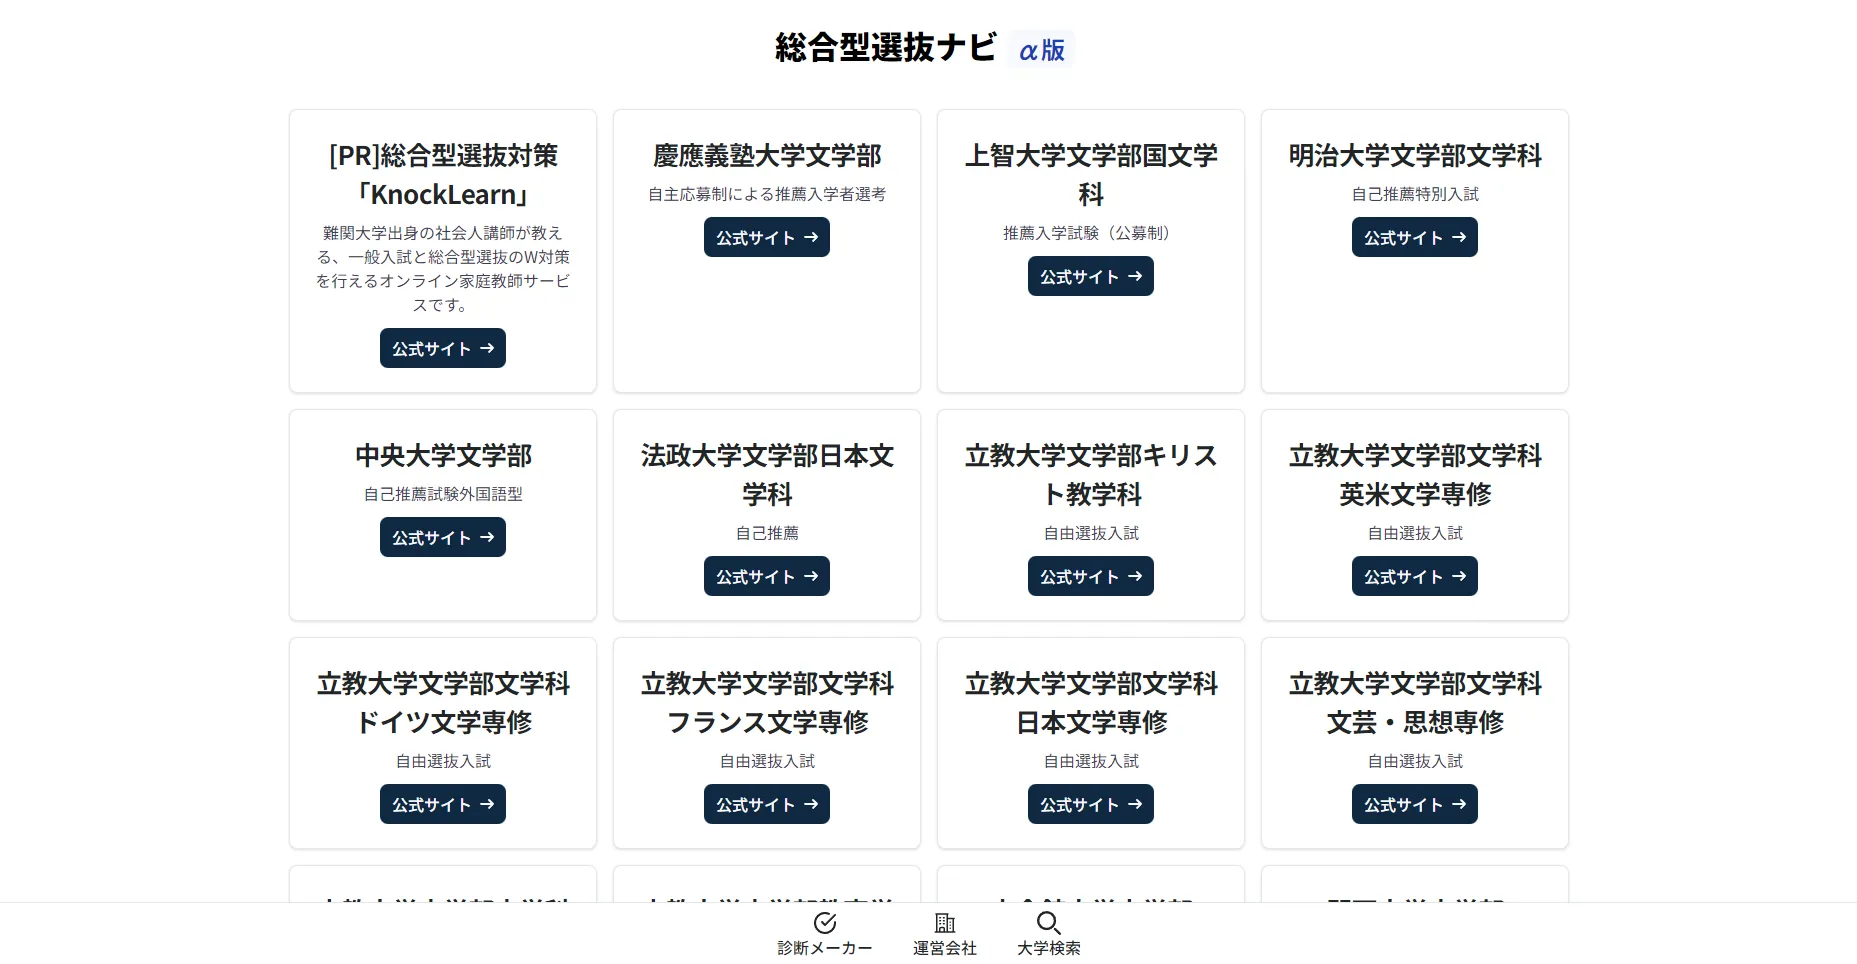 総合型選抜ナビ α版
[PR]総合型選抜対策
「KnockLearn」
難関大学出身の社会人講師が教え
る、一般入試と総合型選抜のW対策
を行えるオンライン家庭教師サービ
スです。
公式サイト →
慶應義塾大学文学部
自主応募制による推薦入学者選考
公式サイト →
上智大学文学部国文学
科
推薦入学試験（公募制）
公式サイト →
明治大学文学部文学科
自己推薦特別入試
公式サイト →
中央大学文学部
自己推薦試験外国語型
公式サイト →
法政大学文学部日本文
学科
自己推薦
公式サイト →
立教大学文学部キリス
ト教学科
自由選抜入試
公式サイト →
立教大学文学部文学科
英米文学専修
自由選抜入試
公式サイト →
立教大学文学部文学科
ドイツ文学専修
自由選抜入試
公式サイト →
立教大学文学部文学科
フランス文学専修
自由選抜入試
公式サイト →
立教大学文学部文学科
日本文学専修
自由選抜入試
公式サイト →
立教大学文学部文学科
文芸・思想専修
自由選抜入試
公式サイト →
診断メーカー
運営会社
大学検索